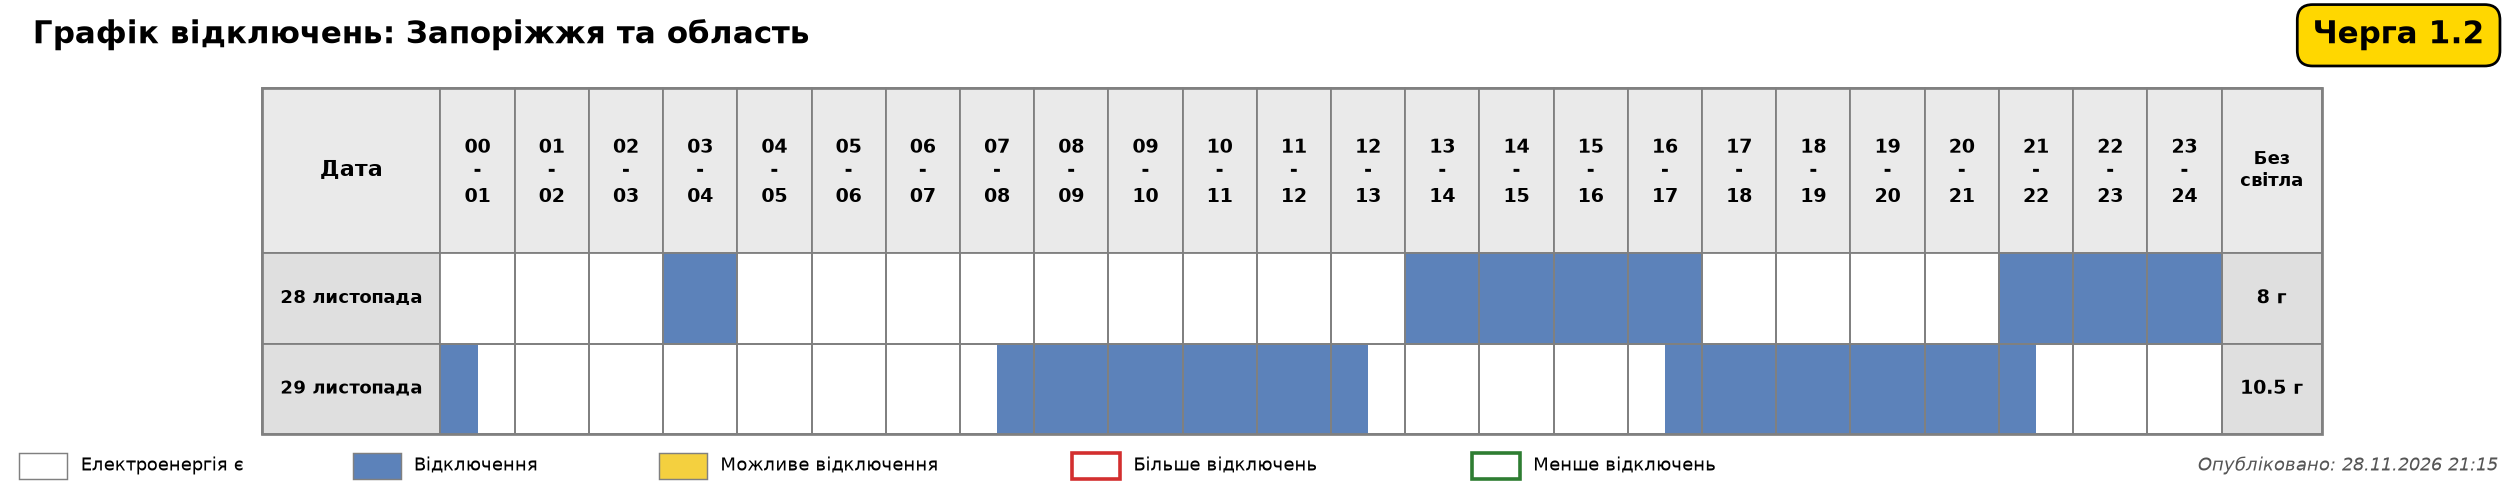 Графік відключень: Запоріжжя та область
Черга 1.2
Дата
00 - 01
01 - 02
02 - 03
03 - 04
04 - 05
05 - 06
06 - 07
07 - 08
08 - 09
09 - 10
10 - 11
11 - 12
12 - 13
13 - 14
14 - 15
15 - 16
16 - 17
17 - 18
18 - 19
19 - 20
20 - 21
21 - 22
22 - 23
23 - 24
Без
світла
28 листопада
8 г
29 листопада
10.5 г
Електроенергія є
Відключення
Можливе відключення
Більше відключень
Менше відключень
Опубліковано: 28.11.2026 21:15